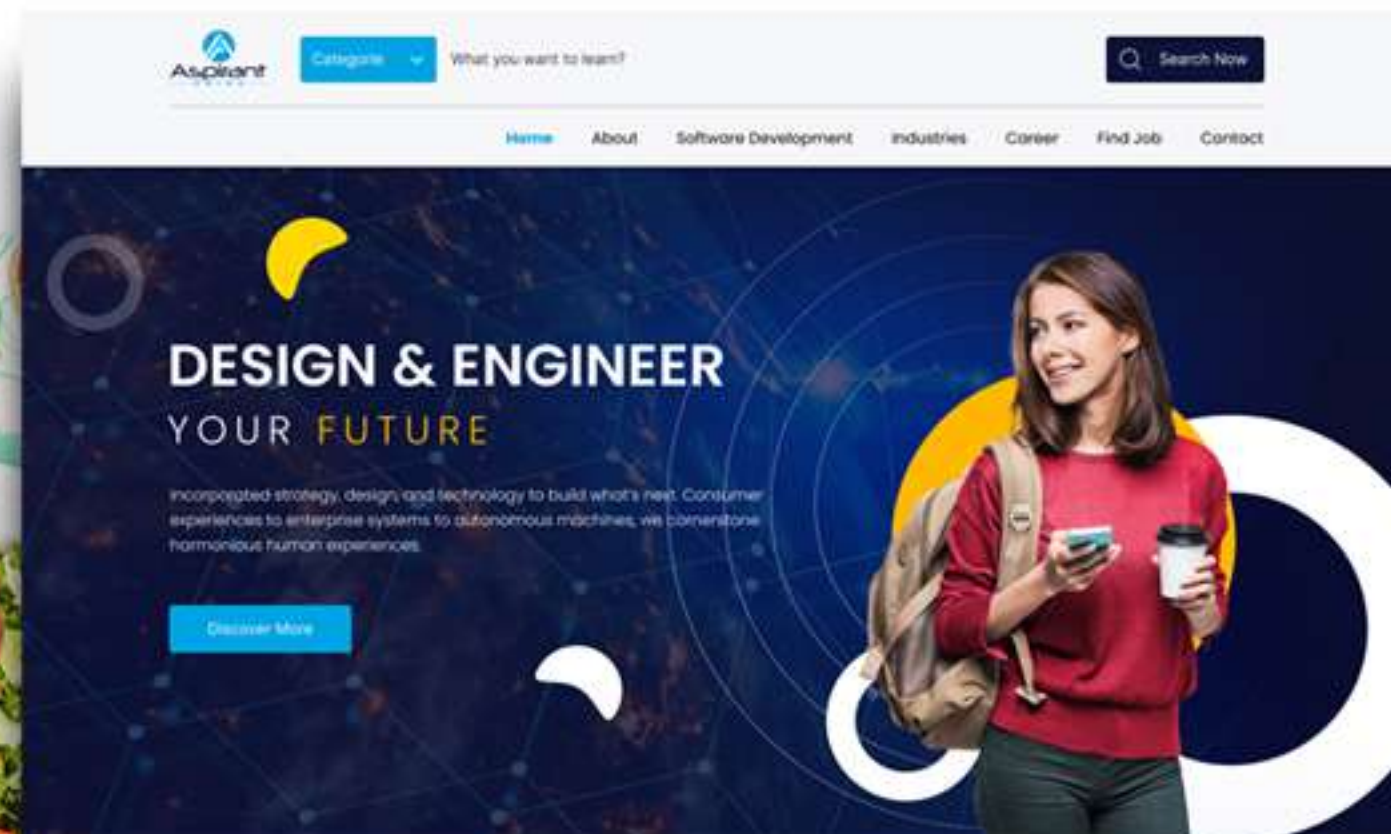 Aspirant
Categorie
What you want to learn?
Search Now
Home About Software Development Industries Career Find Job Contact
DESIGN & ENGINEER
YOUR FUTURE
Incorporated strategy, design, and technology to build what's next. Consumer
experiences to enterprise systems to autonomous machines, we cornerstone
harmonious human experiences.
Discover More